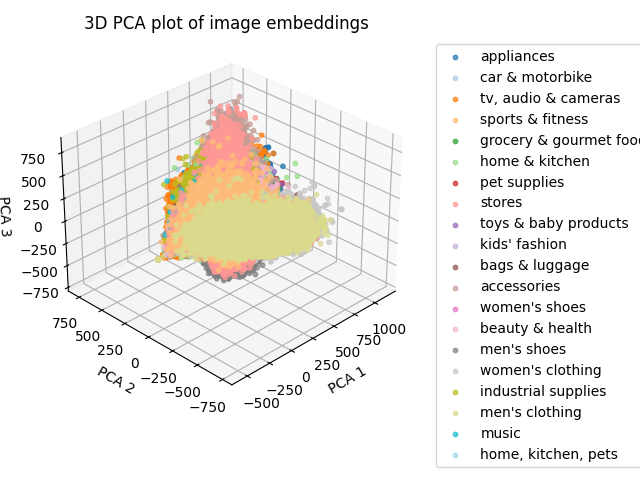 3D PCA plot of image embeddings
appliances
car & motorbike
tv, audio & cameras
sports & fitness
grocery & gourmet foo
home & kitchen
pet supplies
stores
toys & baby products
kids' fashion
bags & luggage
accessories
women's shoes
beauty & health
men's shoes
women's clothing
industrial supplies
men's clothing
music
home, kitchen, pets
PCA 3
750
500
250
0
−250
−500
−750
PCA 2
750
500
250
0
−250
−500
−750
PCA 1
−500
−250
0
250
500
750
1000